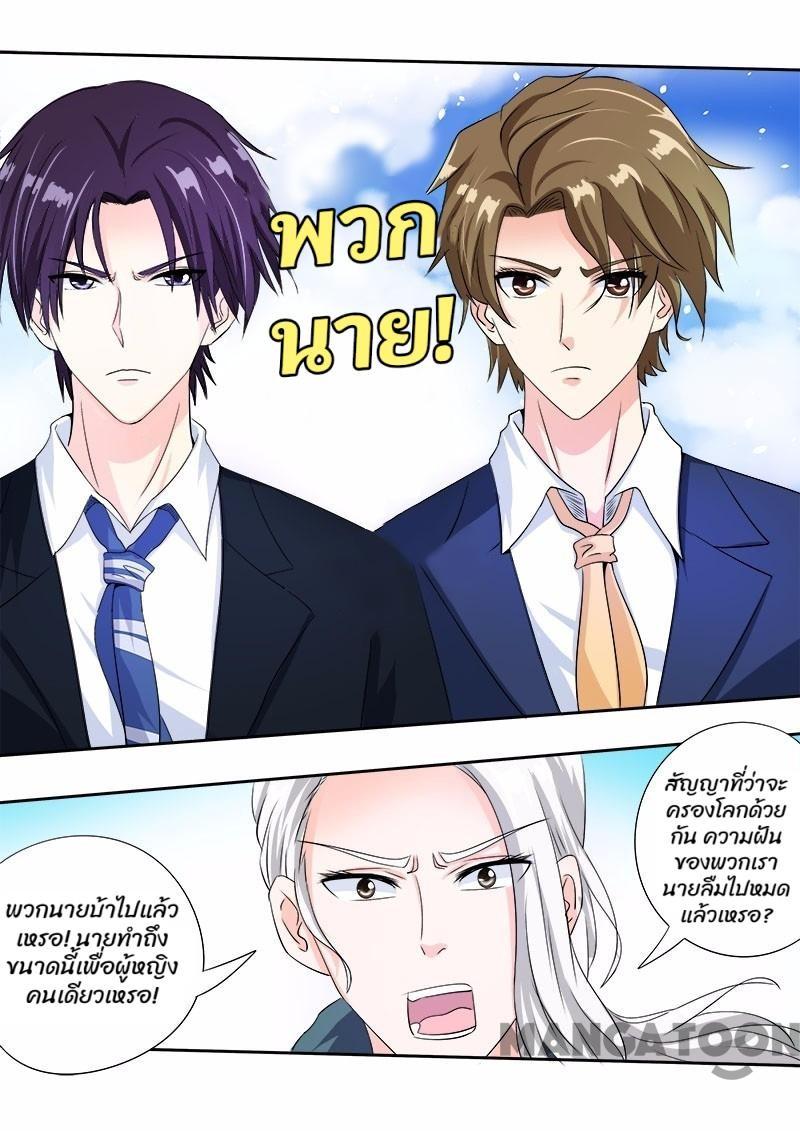 พวก
นาย!
สัญญาที่ว่าจะ
ครองโลกด้วย
กัน ความฝัน
ของพวกเรา
นายลืมไปหมด
แล้วเหรอ?
พวกนายบ้าไปแล้ว
เหรอ! นายทำถึง
ขนาดนี้เพื่อผู้หญิง
คนเดียวเหรอ!
MANGATOON